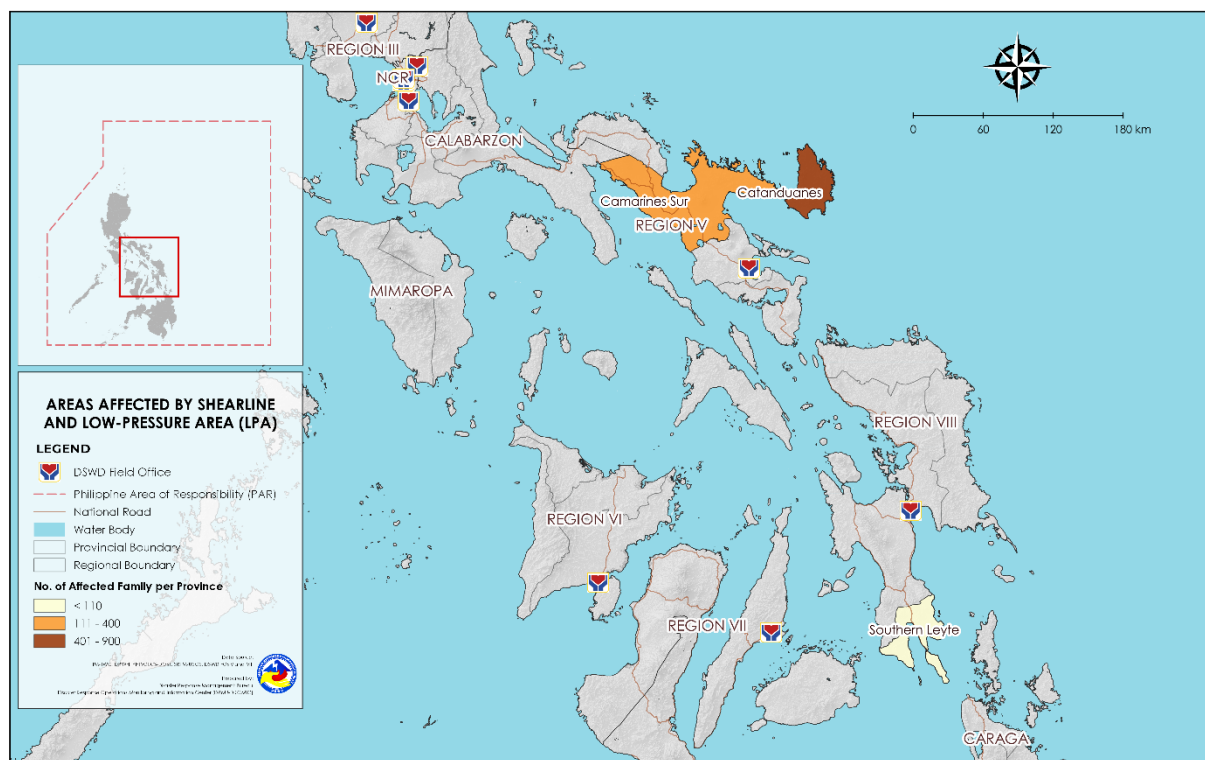 REGION III
NCR
CALABARZON
Catanduanes
Camarines Sur
REGION V
MIMAROPA
REGION VIII
REGION VI
REGION VII
Southern Leyte
CARAGA
0 60 120 180 km
AREAS AFFECTED BY SHEARLINE
AND LOW-PRESSURE AREA (LPA)
LEGEND
DSWD Field Office
Philippine Area of Responsibility (PAR)
National Road
Water Body
Provincial Boundary
Regional Boundary
No. of Affected Family per Province
< 110
111 - 400
401 - 900